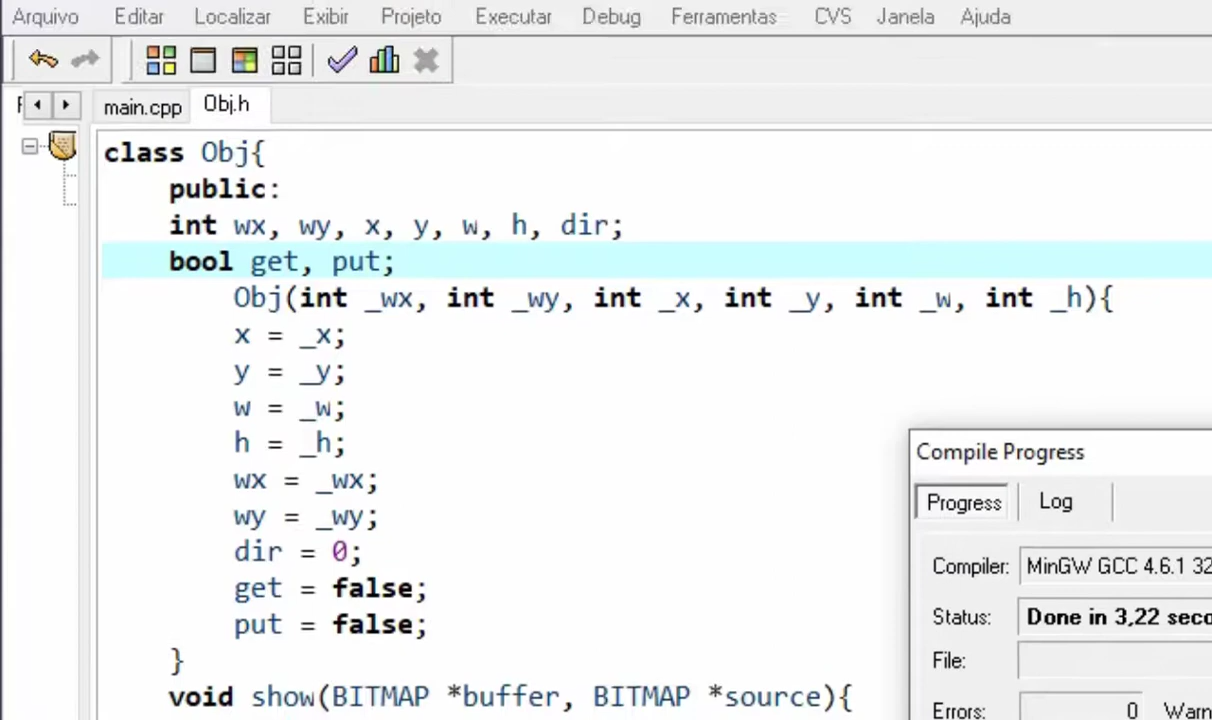 Arquivo Editar Localizar Exibir Projeto Executar Debug Ferramentas CVS Janela Ajuda
main.cpp Obj.h
class Obj{
public:
int wx, wy, x, y, w, h, dir;
bool get, put;
Obj(int _wx, int _wy, int _x, int _y, int _w, int _h){
x = _x;
y = _y;
w = _w;
h = _h;
wx = _wx;
wy = _wy;
dir = 0;
get = false;
put = false;
}
void show(BITMAP *buffer, BITMAP *source){
Compile Progress
Progress Log
Compiler: MinGW GCC 4.6.1 32
Status: Done in 3,22 seco
File:
Errors: 0 Warn